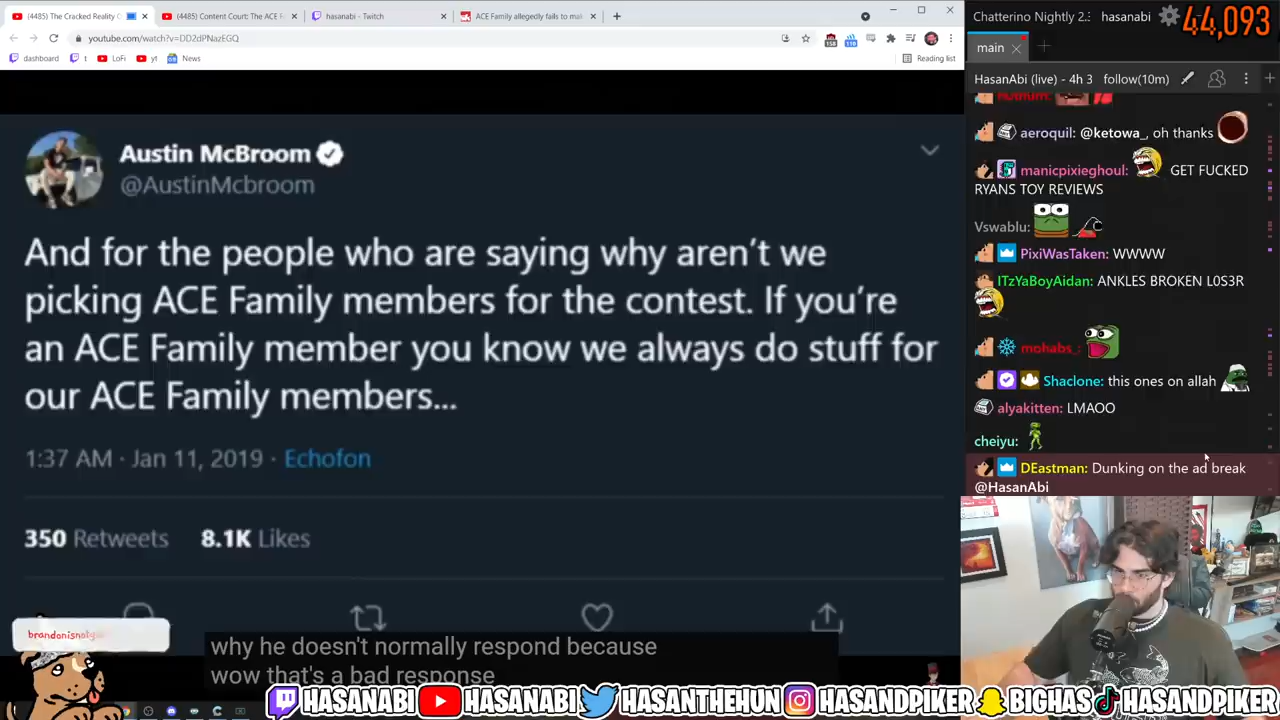 (4485) The Cracked Reality
(4485) Content Court: The ACE F
hasanabi - Twitch
ACE Family allegedly fails to mak
youtube.com/watch?v=DD2dPNazEGQ
dashboard
t
LoFi
yt
News
Reading list
Austin McBroom
@AustinMcbroom
And for the people who are saying why aren't we
picking ACE Family members for the contest. If you're
an ACE Family member you know we always do stuff for
our ACE Family members...
1:37 AM · Jan 11, 2019 · Echofon
350 Retweets 8.1K Likes
why he doesn't normally respond because
wow that's a bad response
Chatterino Nightly 2.
hasanabi
44,093
main
HasanAbi (live) - 4h 3 follow(10m)
aeroquil: @ketowa_, oh thanks
manicpixieghoul: GET FUCKED
RYANS TOY REVIEWS
Vswablu:
PixiWasTaken: WWWW
ITzYaBoyAidan: ANKLES BROKEN L0S3R
mohabs_:
Shaclone: this ones on allah
alyakitten: LMAOO
cheiyu:
DEastman: Dunking on the ad break
@HasanAbi
HASANABI HASANABI HASANTHEHUN HASANDPIKER BIGHAS HASANDPIKER